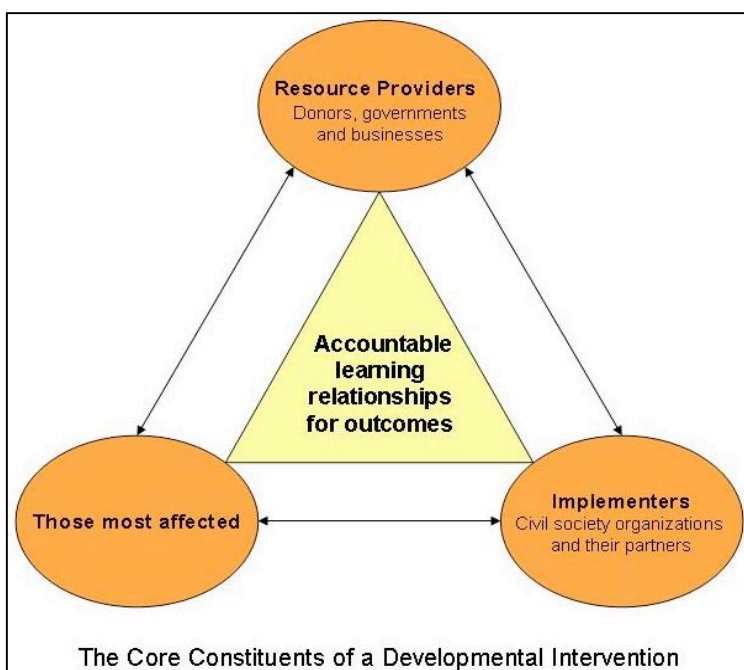 Resource Providers
Donors, governments
and businesses
Accountable
learning
relationships
for outcomes
Those most affected
Implementers
Civil society organizations
and their partners
The Core Constituents of a Developmental Intervention